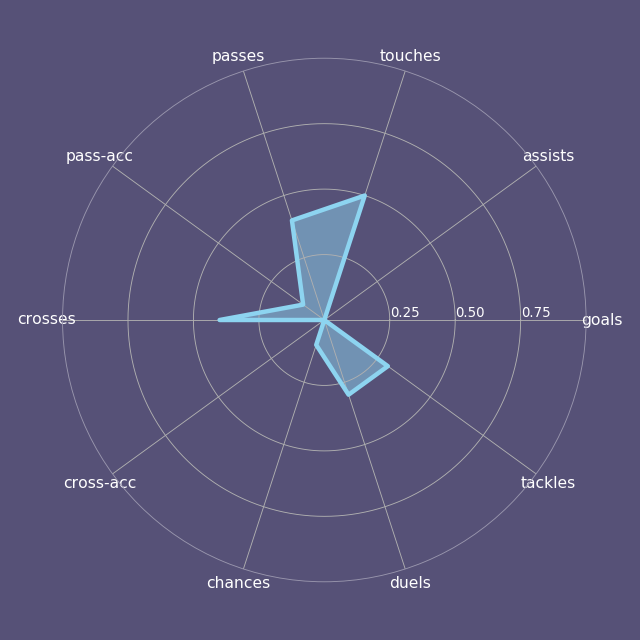 passes
touches
pass-acc
assists
crosses
0.25
0.50
0.75
goals
cross-acc
tackles
chances
duels